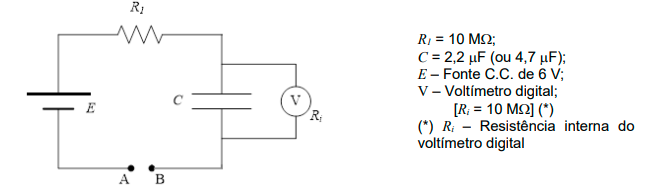 R₁
E
C
V
Rᵢ
A B
R₁ = 10 MΩ;
C = 2,2 μF (ou 4,7 μF);
E – Fonte C.C. de 6 V;
V – Voltímetro digital;
[Rᵢ = 10 MΩ] (*)
(*) Rᵢ – Resistência interna do
voltímetro digital